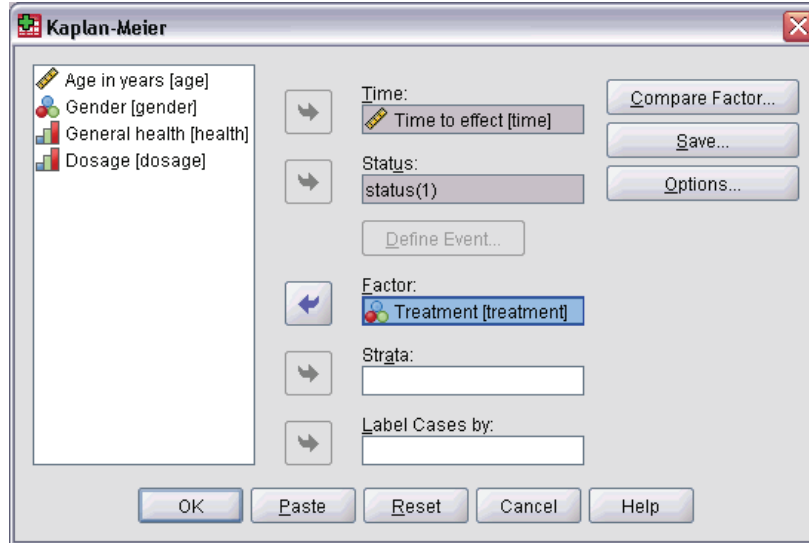 Kaplan-Meier
Age in years [age]
Gender [gender]
General health [health]
Dosage [dosage]
Time:
Time to effect [time]
Status:
status(1)
Define Event...
Factor:
Treatment [treatment]
Strata:
Label Cases by:
Compare Factor...
Save...
Options...
OK
Paste
Reset
Cancel
Help